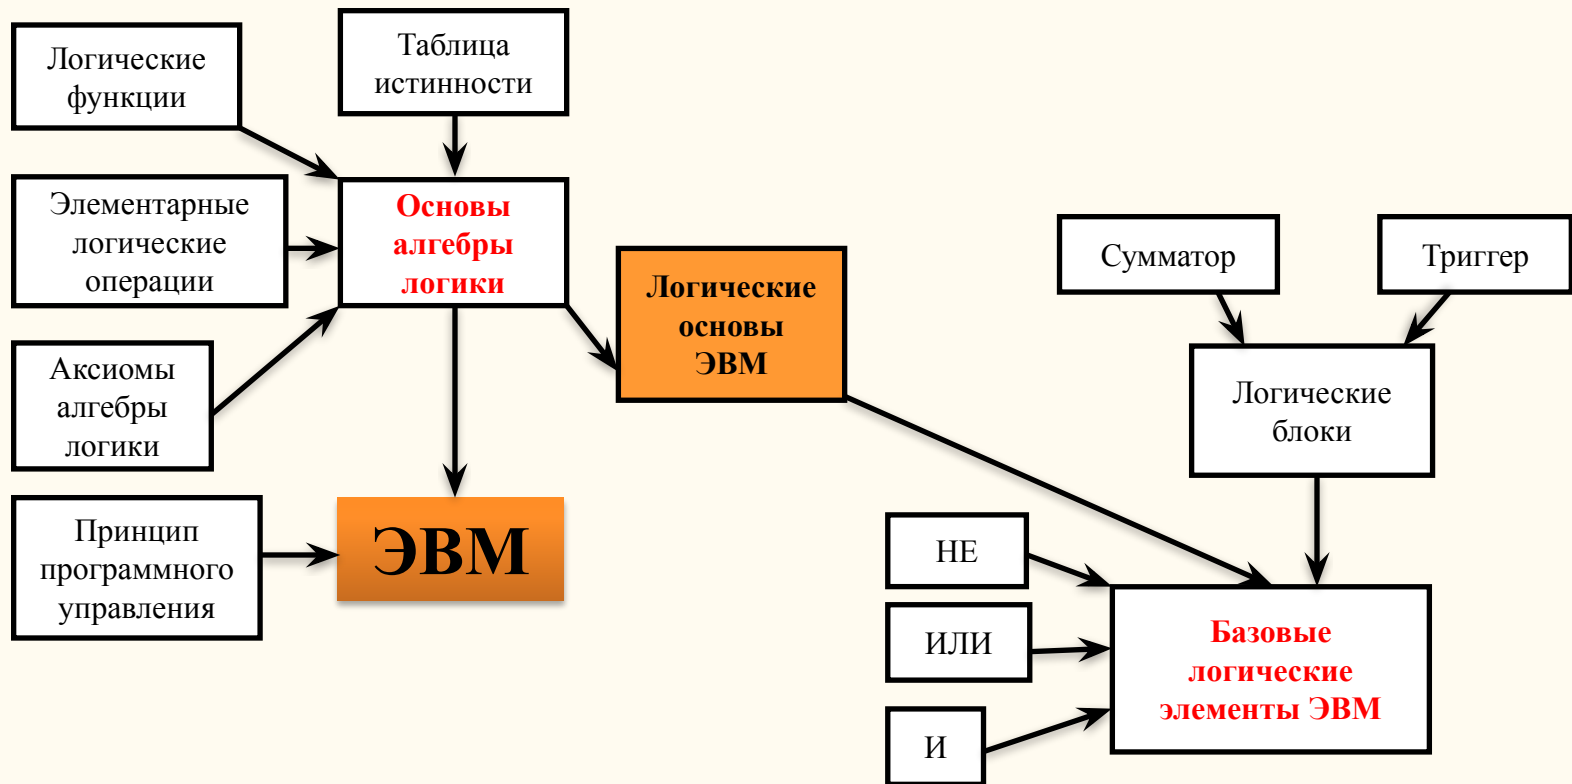 Логические
функции
Таблица
истинности
Элементарные
логические
операции
Основы
алгебры
логики
Аксиомы
алгебры
логики
Принцип
программного
управления
ЭВМ
Логические
основы
ЭВМ
Сумматор
Триггер
Логические
блоки
НЕ
ИЛИ
И
Базовые
логические
элементы ЭВМ